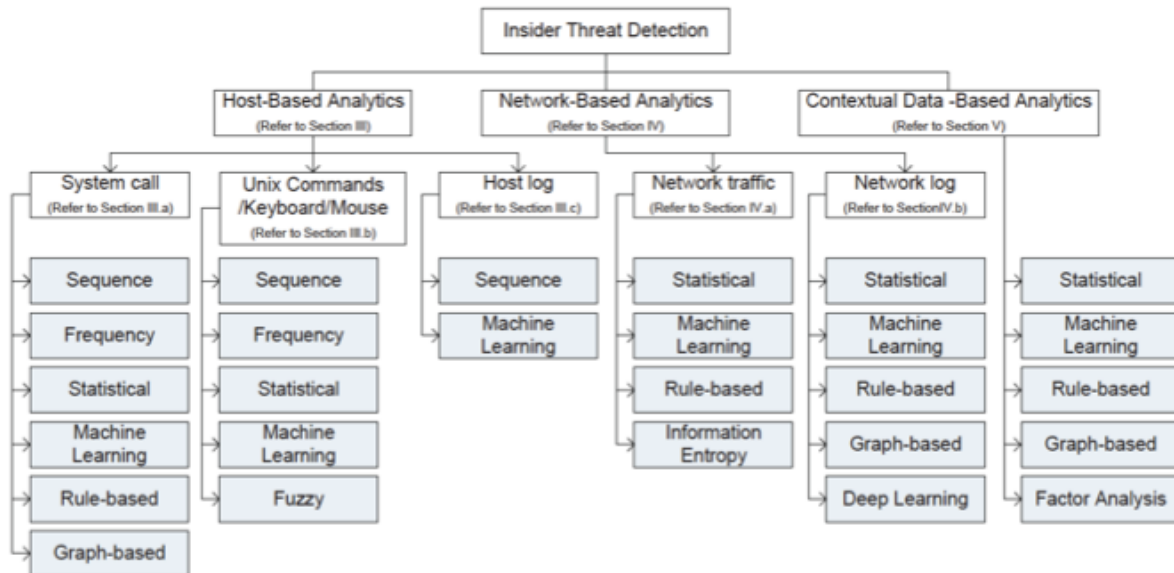 Insider Threat Detection
Host-Based Analytics
(Refer to Section III)
Network-Based Analytics
(Refer to Section IV)
Contextual Data -Based Analytics
(Refer to Section V)
System call
(Refer to Section III.a)
Unix Commands
/Keyboard/Mouse
(Refer to Section III.b)
Host log
(Refer to Section III.c)
Network traffic
(Refer to Section IV.a)
Network log
(Refer to SectionIV.b)
Sequence
Frequency
Statistical
Machine
Learning
Rule-based
Graph-based
Sequence
Frequency
Statistical
Machine
Learning
Fuzzy
Sequence
Machine
Learning
Statistical
Machine
Learning
Rule-based
Information
Entropy
Statistical
Machine
Learning
Rule-based
Graph-based
Deep Learning
Statistical
Machine
Learning
Rule-based
Graph-based
Factor Analysis